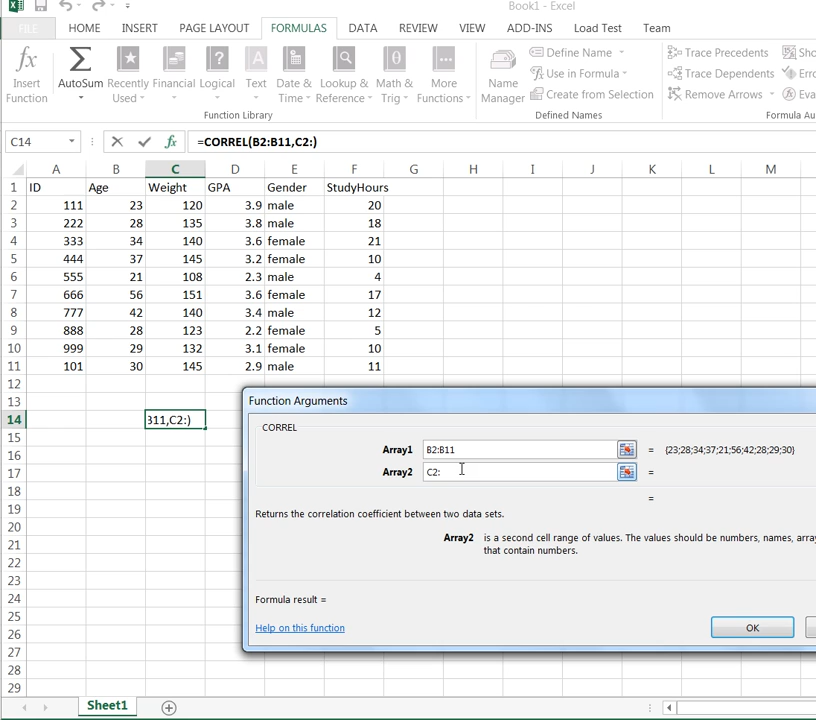 Book1 - Excel
FILE HOME INSERT PAGE LAYOUT FORMULAS DATA REVIEW VIEW ADD-INS Load Test Team
fx Σ ? θ
Insert Function
AutoSum
Recently Used
Financial
Logical
Text
Date & Time
Lookup & Reference
Math & Trig
More Functions
Function Library
Name Manager
Define Name
Use in Formula
Create from Selection
Defined Names
Trace Precedents
Trace Dependents
Remove Arrows
Sho
Erro
Eva
Formula Au
C14 fx =CORREL(B2:B11,C2:)
A B C D E F G H I J K L M
1 ID Age Weight GPA Gender StudyHours
2 111 23 120 3.9 male 20
3 222 28 135 3.8 male 18
4 333 34 140 3.6 female 21
5 444 37 145 3.2 female 10
6 555 21 108 2.3 male 4
7 666 56 151 3.6 female 17
8 777 42 140 3.4 male 12
9 888 28 123 2.2 female 5
10 999 29 132 3.1 female 10
11 101 30 145 2.9 male 11
12
13
14 B11,C2:)
15
16
17
18
19
20
21
22
23
24
25
26
27
28
29
Function Arguments
CORREL
Array1 B2:B11 = {23;28;34;37;21;56;42;28;29;30}
Array2 C2: =
=
Returns the correlation coefficient between two data sets.
Array2 is a second cell range of values. The values should be numbers, names, array
that contain numbers.
Formula result =
Help on this function
OK
Sheet1